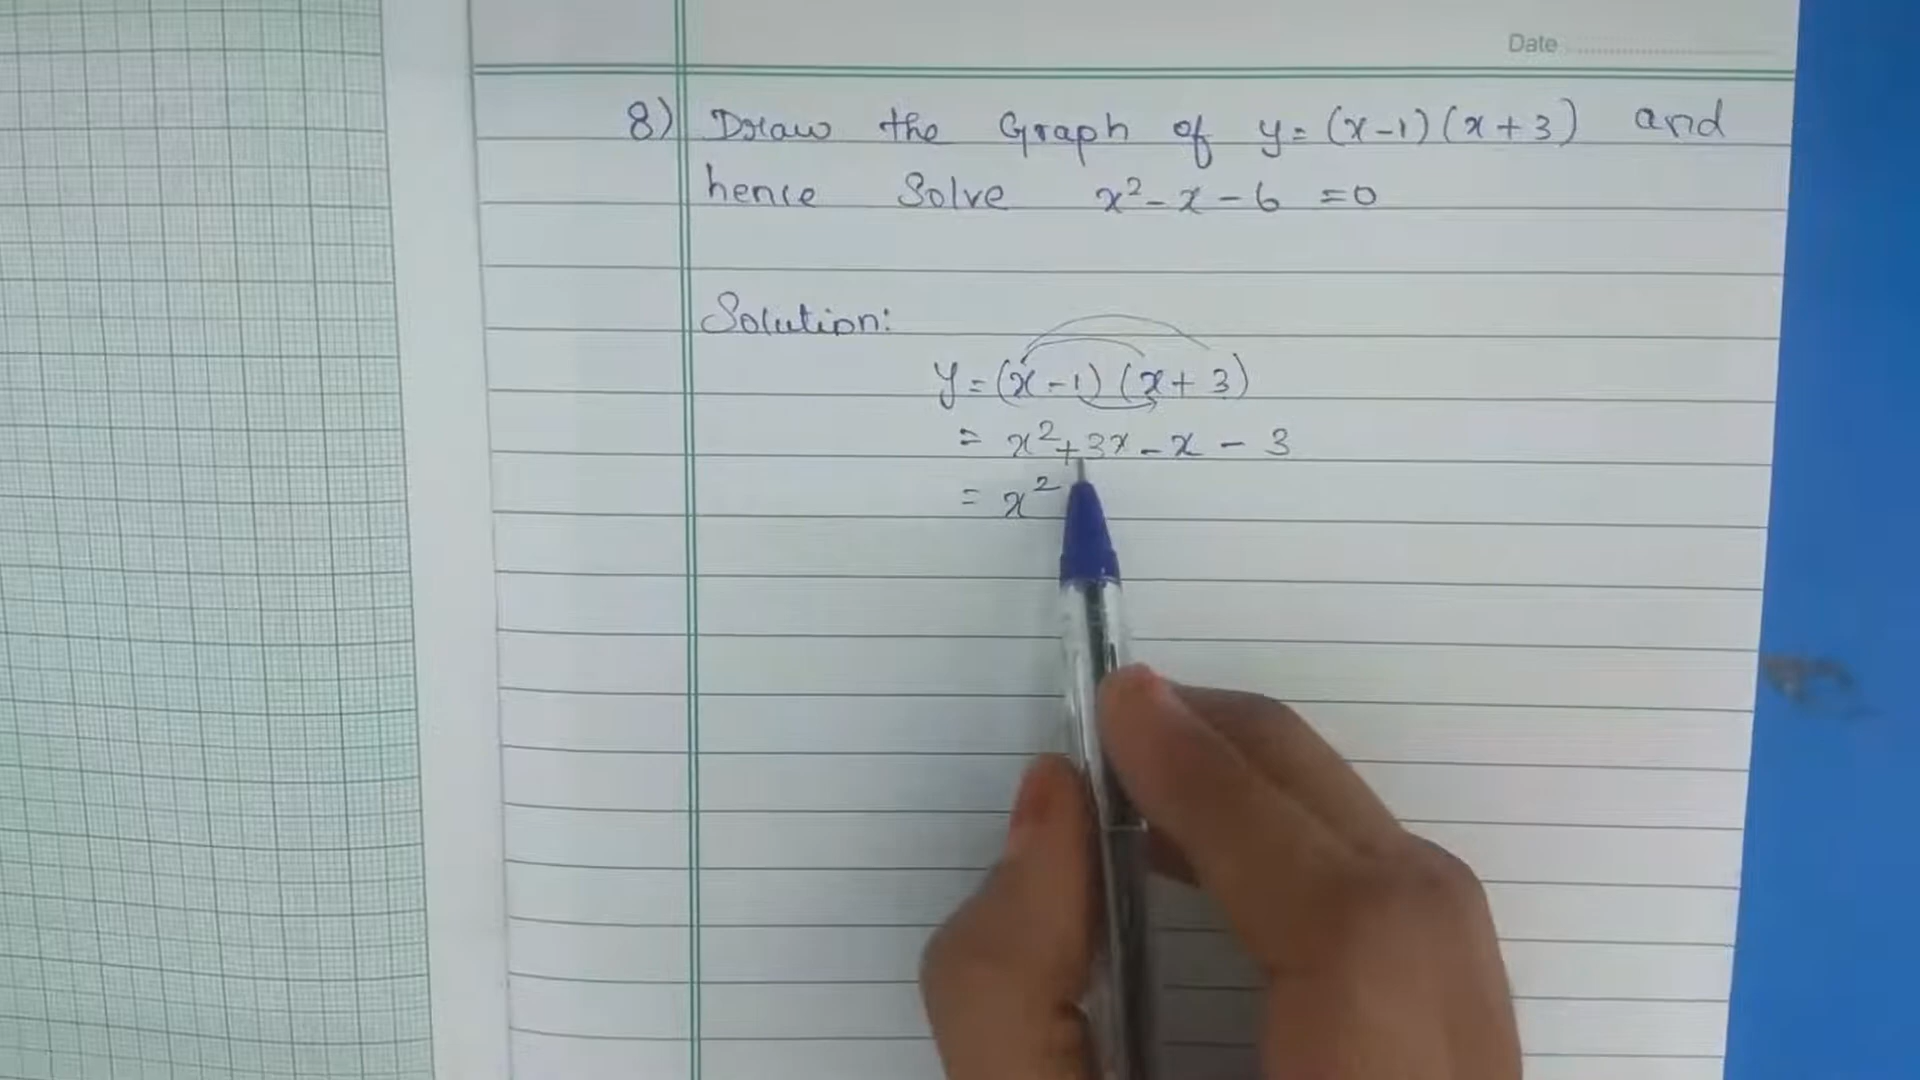 Date
8) Draw the Graph of y=(x-1)(x+3) and
hence Solve x²-x-6=0
Solution:
y=(x-1)(x+3)
= x²+3x-x-3
= x²